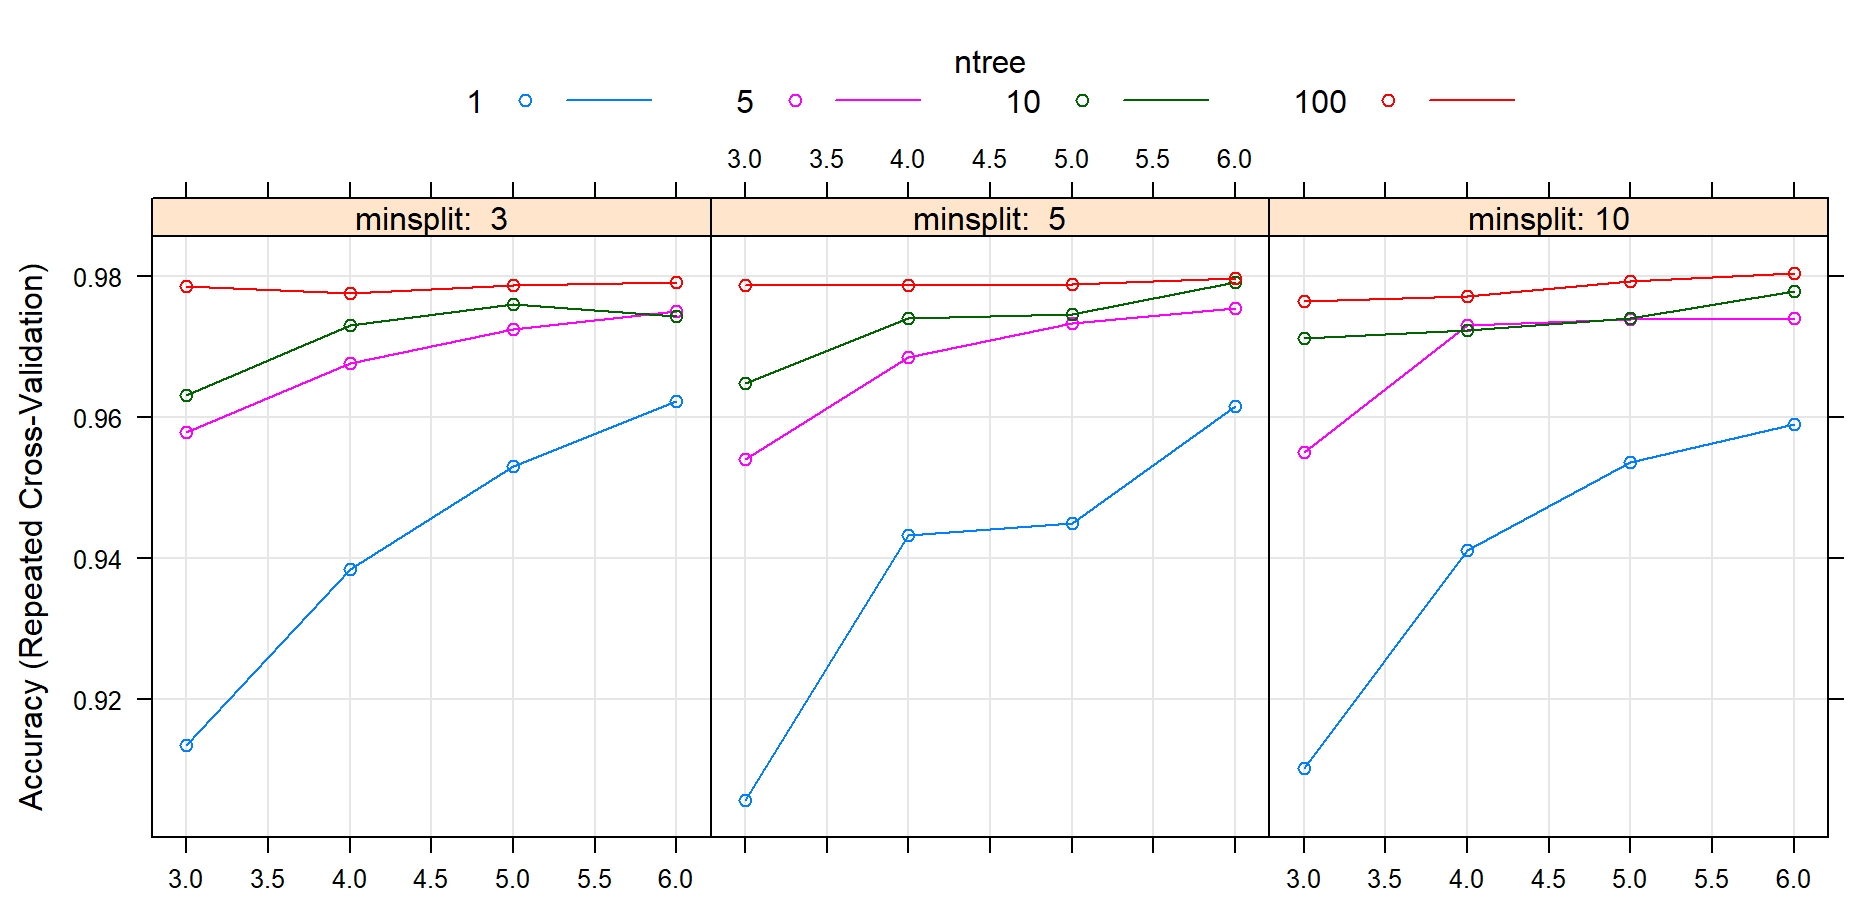 ntree
1 5 10 100
3.0 3.5 4.0 4.5 5.0 5.5 6.0
minsplit: 3 minsplit: 5 minsplit: 10
Accuracy (Repeated Cross-Validation)
0.98
0.96
0.94
0.92
3.0 3.5 4.0 4.5 5.0 5.5 6.0 3.0 3.5 4.0 4.5 5.0 5.5 6.0